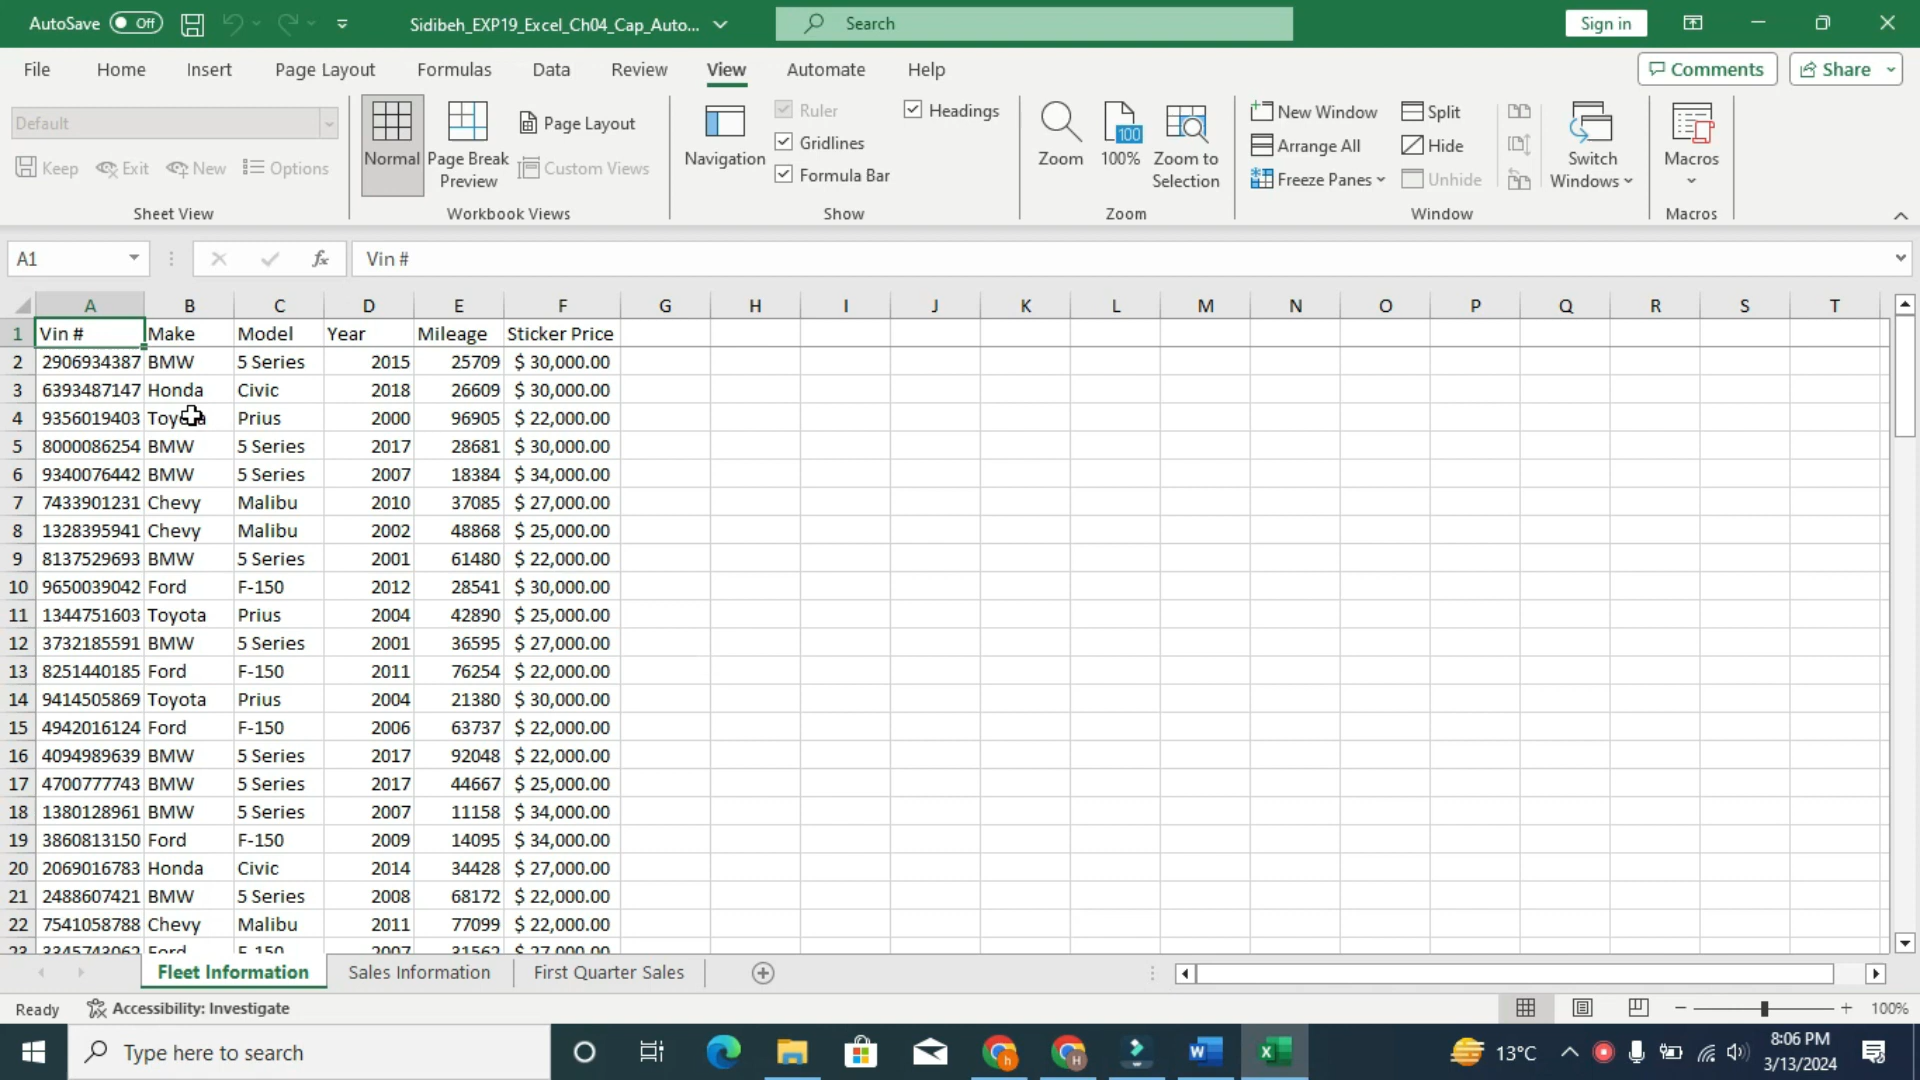 AutoSave Off Sidibeh_EXP19_Excel_Ch04_Cap_Auto... Search Sign in
File Home Insert Page Layout Formulas Data Review View Automate Help Comments Share
Default
Keep Exit New Options
Sheet View
Normal
Page Break Preview
Page Layout
Custom Views
Workbook Views
Navigation
Ruler
Gridlines
Formula Bar
Headings
Show
Zoom
100
100%
Zoom to Selection
Zoom
New Window
Arrange All
Freeze Panes
Split
Hide
Unhide
Switch Windows
Window
Macros
Macros
A1 fx Vin #
A B C D E F G H I J K L M N O P Q R S T
1 Vin # Make Model Year Mileage Sticker Price
2 2906934387 BMW 5 Series 2015 25709 $ 30,000.00
3 6393487147 Honda Civic 2018 26609 $ 30,000.00
4 9356019403 Toyota Prius 2000 96905 $ 22,000.00
5 8000086254 BMW 5 Series 2017 28681 $ 30,000.00
6 9340076442 BMW 5 Series 2007 18384 $ 34,000.00
7 7433901231 Chevy Malibu 2010 37085 $ 27,000.00
8 1328395941 Chevy Malibu 2002 48868 $ 25,000.00
9 8137529693 BMW 5 Series 2001 61480 $ 22,000.00
10 9650039042 Ford F-150 2012 28541 $ 30,000.00
11 1344751603 Toyota Prius 2004 42890 $ 25,000.00
12 3732185591 BMW 5 Series 2001 36595 $ 27,000.00
13 8251440185 Ford F-150 2011 76254 $ 22,000.00
14 9414505869 Toyota Prius 2004 21380 $ 30,000.00
15 4942016124 Ford F-150 2006 63737 $ 22,000.00
16 4094989639 BMW 5 Series 2017 92048 $ 22,000.00
17 4700777743 BMW 5 Series 2017 44667 $ 25,000.00
18 1380128961 BMW 5 Series 2007 11158 $ 34,000.00
19 3860813150 Ford F-150 2009 14095 $ 34,000.00
20 2069016783 Honda Civic 2014 34428 $ 27,000.00
21 2488607421 BMW 5 Series 2008 68172 $ 22,000.00
22 7541058788 Chevy Malibu 2011 77099 $ 22,000.00
23 3345743062 Ford F-150 2007 31562 $ 27,000.00
Fleet Information Sales Information First Quarter Sales
Ready Accessibility: Investigate 100%
Type here to search 13°C 8:06 PM
3/13/2024